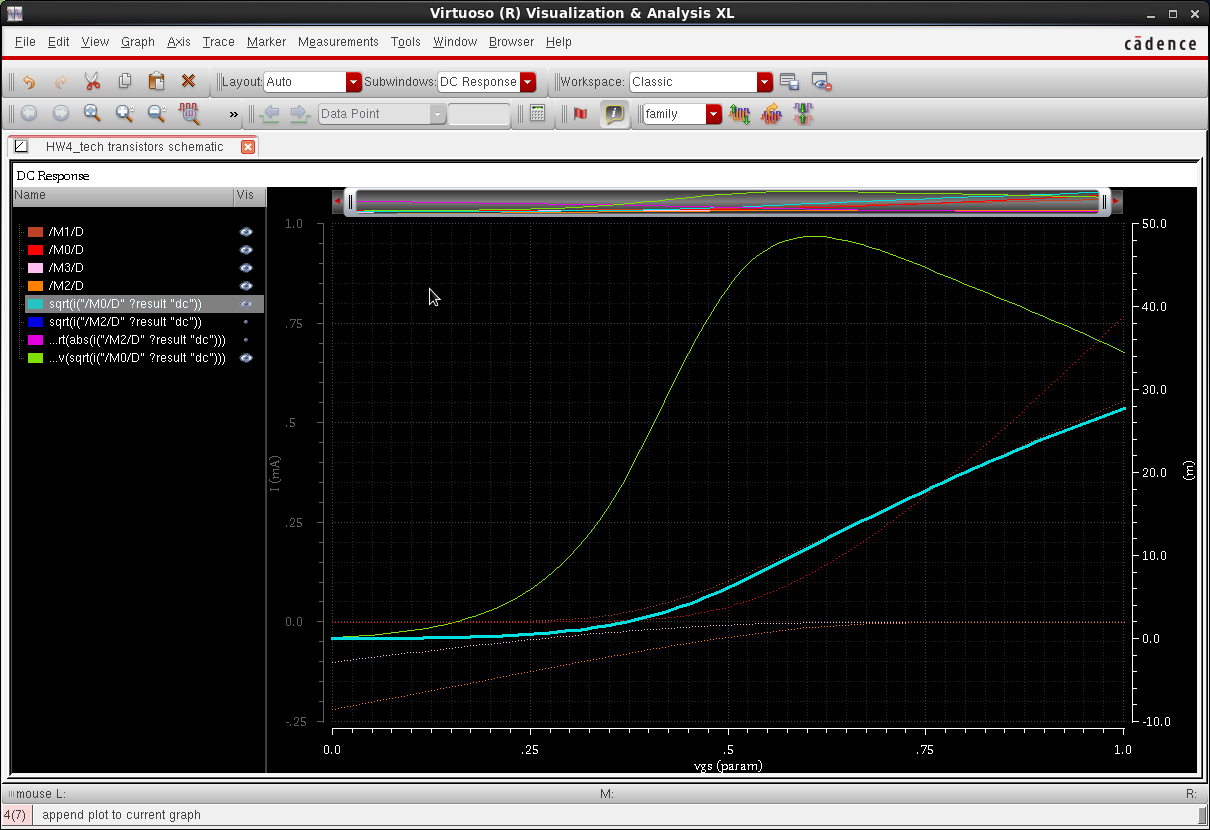 Virtuoso (R) Visualization & Analysis XL
File Edit View Graph Axis Trace Marker Measurements Tools Window Browser Help
cādence
Layout: Auto Subwindows: DC Response Workspace: Classic
» Data Point family
HW4_tech transistors schematic
DC Response
Name Vis
/M1/D
/M0/D
/M3/D
/M2/D
sqrt(i("/M0/D" ?result "dc"))
sqrt(i("/M2/D" ?result "dc"))
...rt(abs(i("/M2/D" ?result "dc")))
...v(sqrt(i("/M0/D" ?result "dc")))
1.0
.75
.5
.25
0.0
-.25
I (mA)
50.0
40.0
30.0
20.0
10.0
0.0
-10.0
(m)
0.0 .25 .5 .75 1.0
vgs (param)
mouse L: M: R:
4(7) append plot to current graph